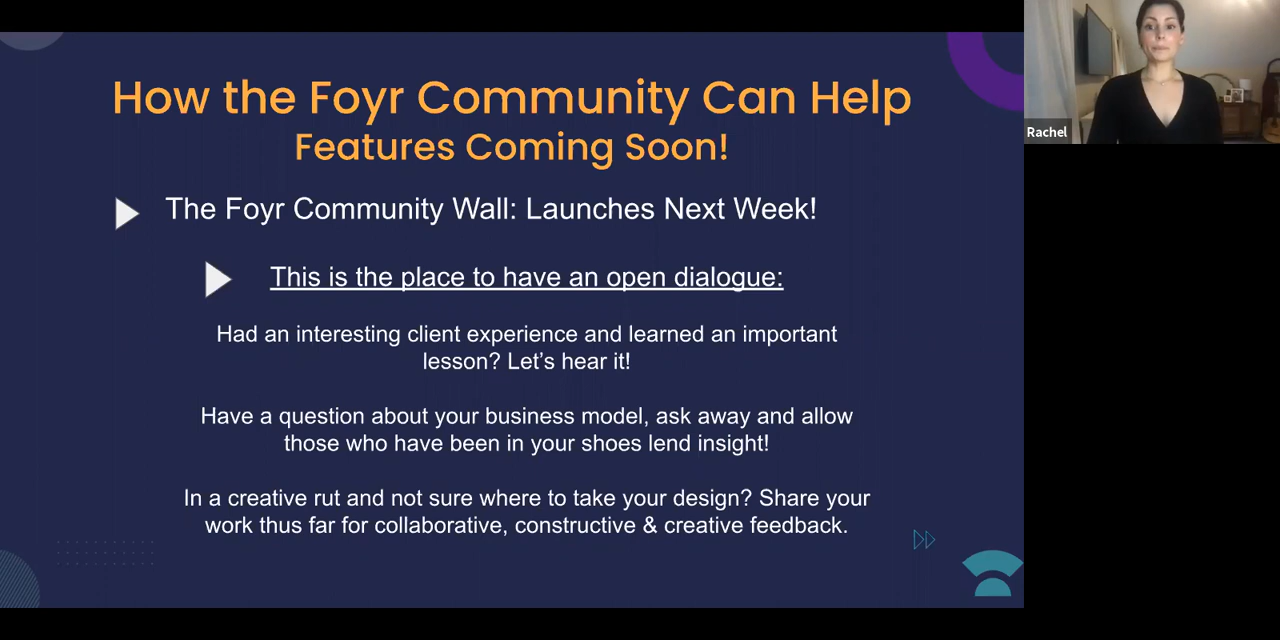 How the Foyr Community Can Help
Features Coming Soon!
The Foyr Community Wall: Launches Next Week!
This is the place to have an open dialogue:
Had an interesting client experience and learned an important
lesson? Let’s hear it!
Have a question about your business model, ask away and allow
those who have been in your shoes lend insight!
In a creative rut and not sure where to take your design? Share your
work thus far for collaborative, constructive & creative feedback.
Rachel